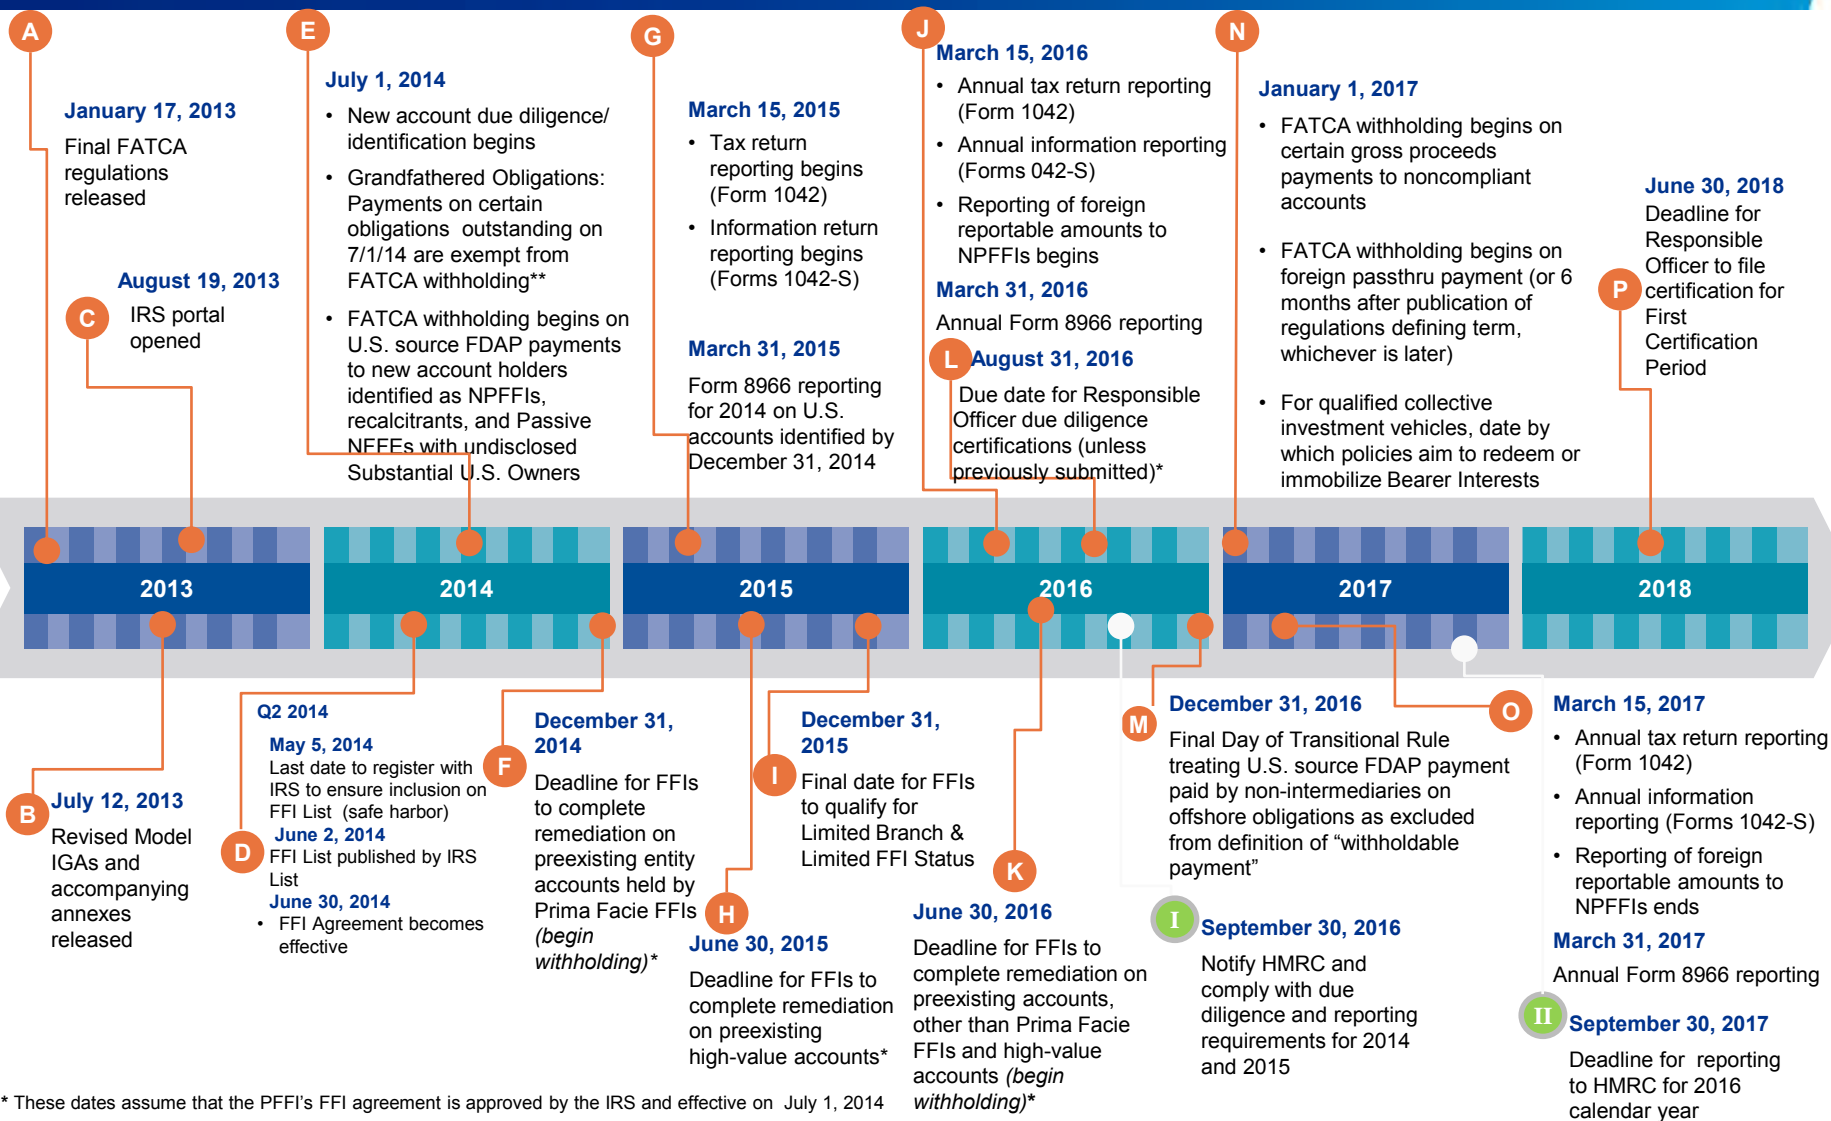 A
January 17, 2013
Final FATCA
regulations
released
C
August 19, 2013
IRS portal
opened
E
July 1, 2014
• New account due diligence/
identification begins
• Grandfathered Obligations:
Payments on certain
obligations outstanding on
7/1/14 are exempt from
FATCA withholding**
• FATCA withholding begins on
U.S. source FDAP payments
to new account holders
identified as NPFFIs,
recalcitrants, and Passive
NFFEs with undisclosed
Substantial U.S. Owners
G
March 15, 2015
• Tax return
reporting begins
(Form 1042)
• Information return
reporting begins
(Forms 1042-S)
March 31, 2015
Form 8966 reporting
for 2014 on U.S.
accounts identified by
December 31, 2014
J
March 15, 2016
• Annual tax return reporting
(Form 1042)
• Annual information reporting
(Forms 042-S)
• Reporting of foreign
reportable amounts to
NPFFIs begins
March 31, 2016
Annual Form 8966 reporting
L
August 31, 2016
Due date for Responsible
Officer due diligence
certifications (unless
previously submitted)*
N
January 1, 2017
• FATCA withholding begins on
certain gross proceeds
payments to noncompliant
accounts
• FATCA withholding begins on
foreign passthru payment (or 6
months after publication of
regulations defining term,
whichever is later)
• For qualified collective
investment vehicles, date by
which policies aim to redeem or
immobilize Bearer Interests
P
June 30, 2018
Deadline for
Responsible
Officer to file
certification for
First
Certification
Period
2013
2014
2015
2016
2017
2018
B
July 12, 2013
Revised Model
IGAs and
accompanying
annexes
released
D
Q2 2014
May 5, 2014
Last date to register with
IRS to ensure inclusion on
FFI List (safe harbor)
June 2, 2014
FFI List published by IRS
List
June 30, 2014
• FFI Agreement becomes
effective
F
December 31,
2014
Deadline for FFIs
to complete
remediation on
preexisting entity
accounts held by
Prima Facie FFIs
(begin
withholding)*
H
June 30, 2015
Deadline for FFIs to
complete remediation
on preexisting
high-value accounts*
I
December 31,
2015
Final date for FFIs
to qualify for
Limited Branch &
Limited FFI Status
K
June 30, 2016
Deadline for FFIs to
complete remediation on
preexisting accounts,
other than Prima Facie
FFIs and high-value
accounts (begin
withholding)*
M
December 31, 2016
Final Day of Transitional Rule
treating U.S. source FDAP payment
paid by non-intermediaries on
offshore obligations as excluded
from definition of “withholdable
payment”
I
September 30, 2016
Notify HMRC and
comply with due
diligence and reporting
requirements for 2014
and 2015
O
March 15, 2017
• Annual tax return reporting
(Form 1042)
• Annual information
reporting (Forms 1042-S)
• Reporting of foreign
reportable amounts to
NPFFIs ends
March 31, 2017
Annual Form 8966 reporting
II
September 30, 2017
Deadline for reporting
to HMRC for 2016
calendar year
* These dates assume that the PFFI’s FFI agreement is approved by the IRS and effective on July 1, 2014